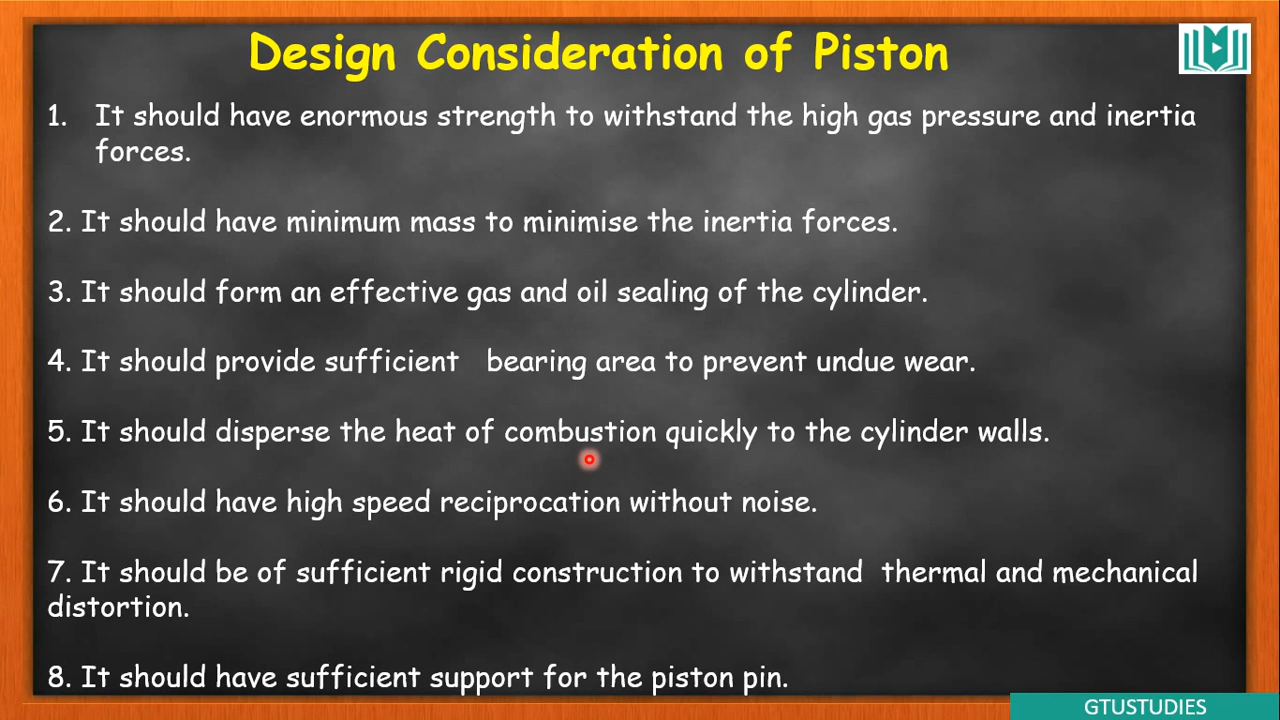 Design Consideration of Piston
1. It should have enormous strength to withstand the high gas pressure and inertia
forces.
2. It should have minimum mass to minimise the inertia forces.
3. It should form an effective gas and oil sealing of the cylinder.
4. It should provide sufficient bearing area to prevent undue wear.
5. It should disperse the heat of combustion quickly to the cylinder walls.
6. It should have high speed reciprocation without noise.
7. It should be of sufficient rigid construction to withstand thermal and mechanical
distortion.
8. It should have sufficient support for the piston pin.
GTUSTUDIES